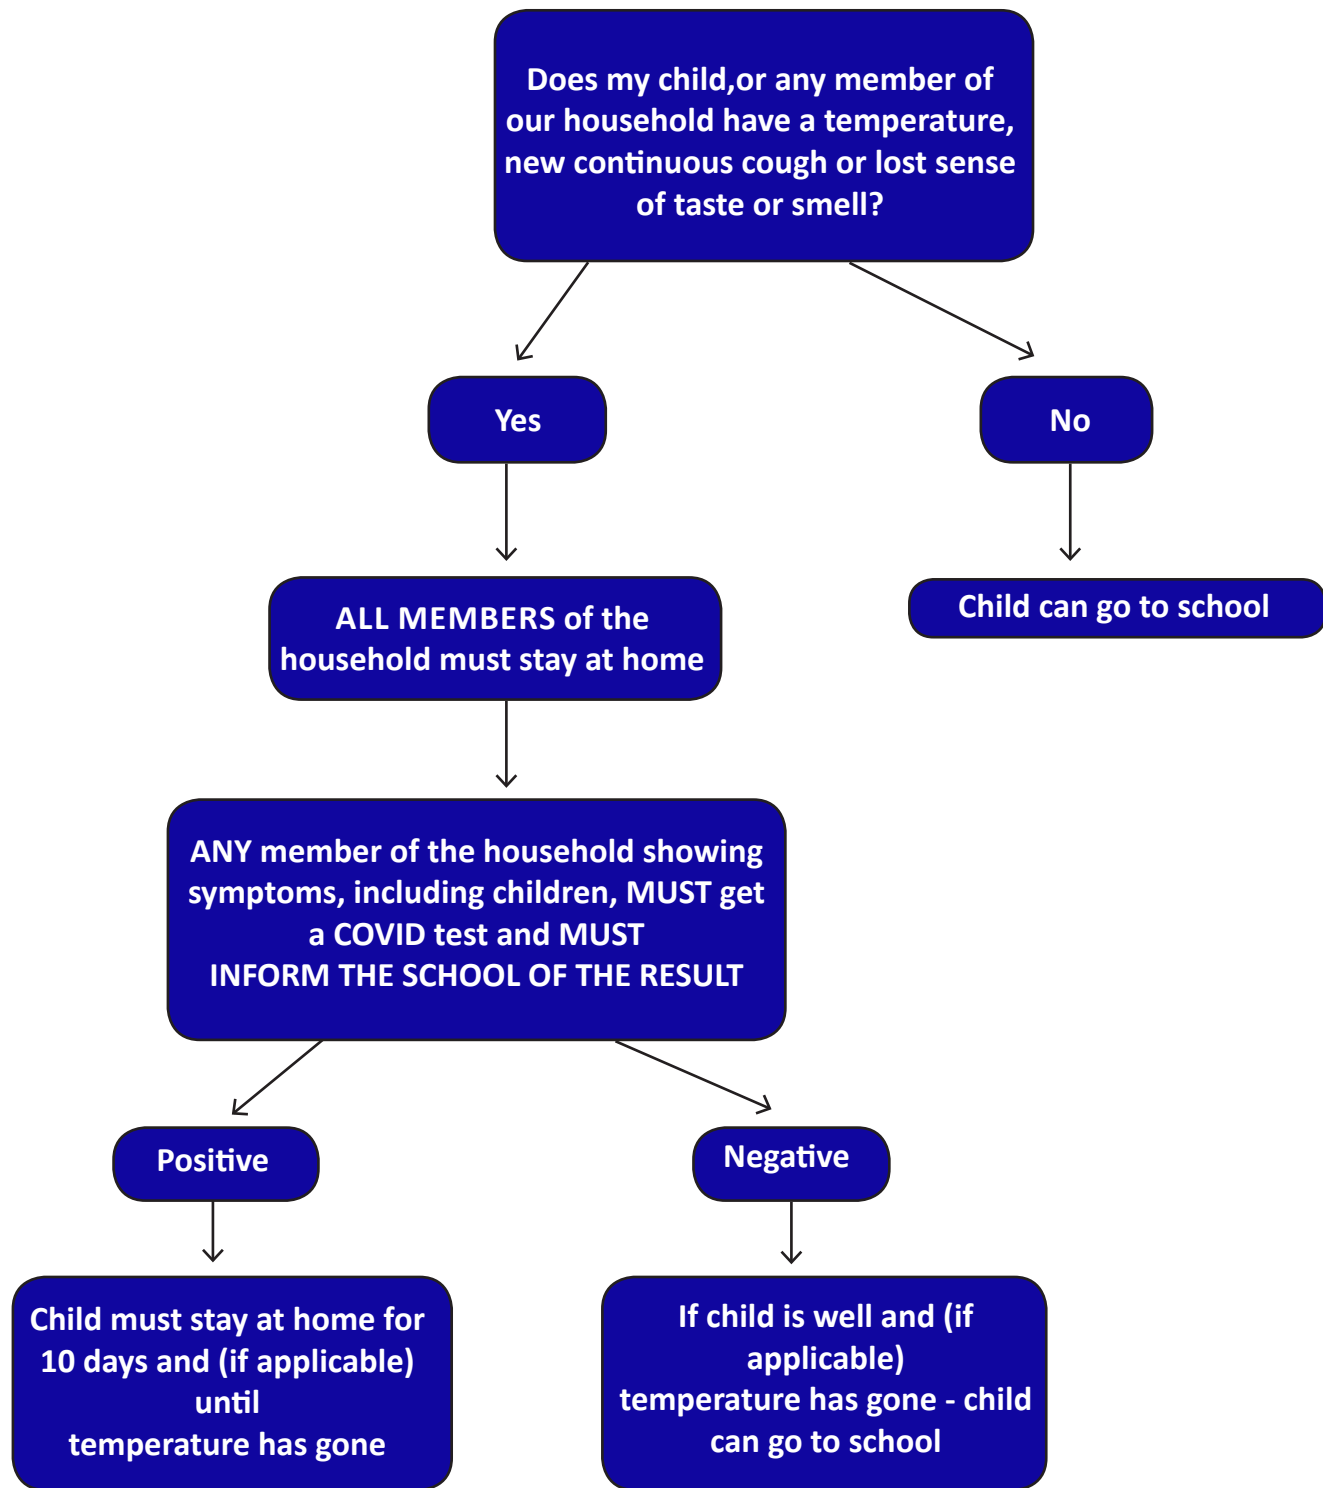 Does my child,or any member of
our household have a temperature,
new continuous cough or lost sense
of taste or smell?
Yes
No
ALL MEMBERS of the
household must stay at home
Child can go to school
ANY member of the household showing
symptoms, including children, MUST get
a COVID test and MUST
INFORM THE SCHOOL OF THE RESULT
Positive
Negative
Child must stay at home for
10 days and (if applicable)
until
temperature has gone
If child is well and (if
applicable)
temperature has gone - child
can go to school